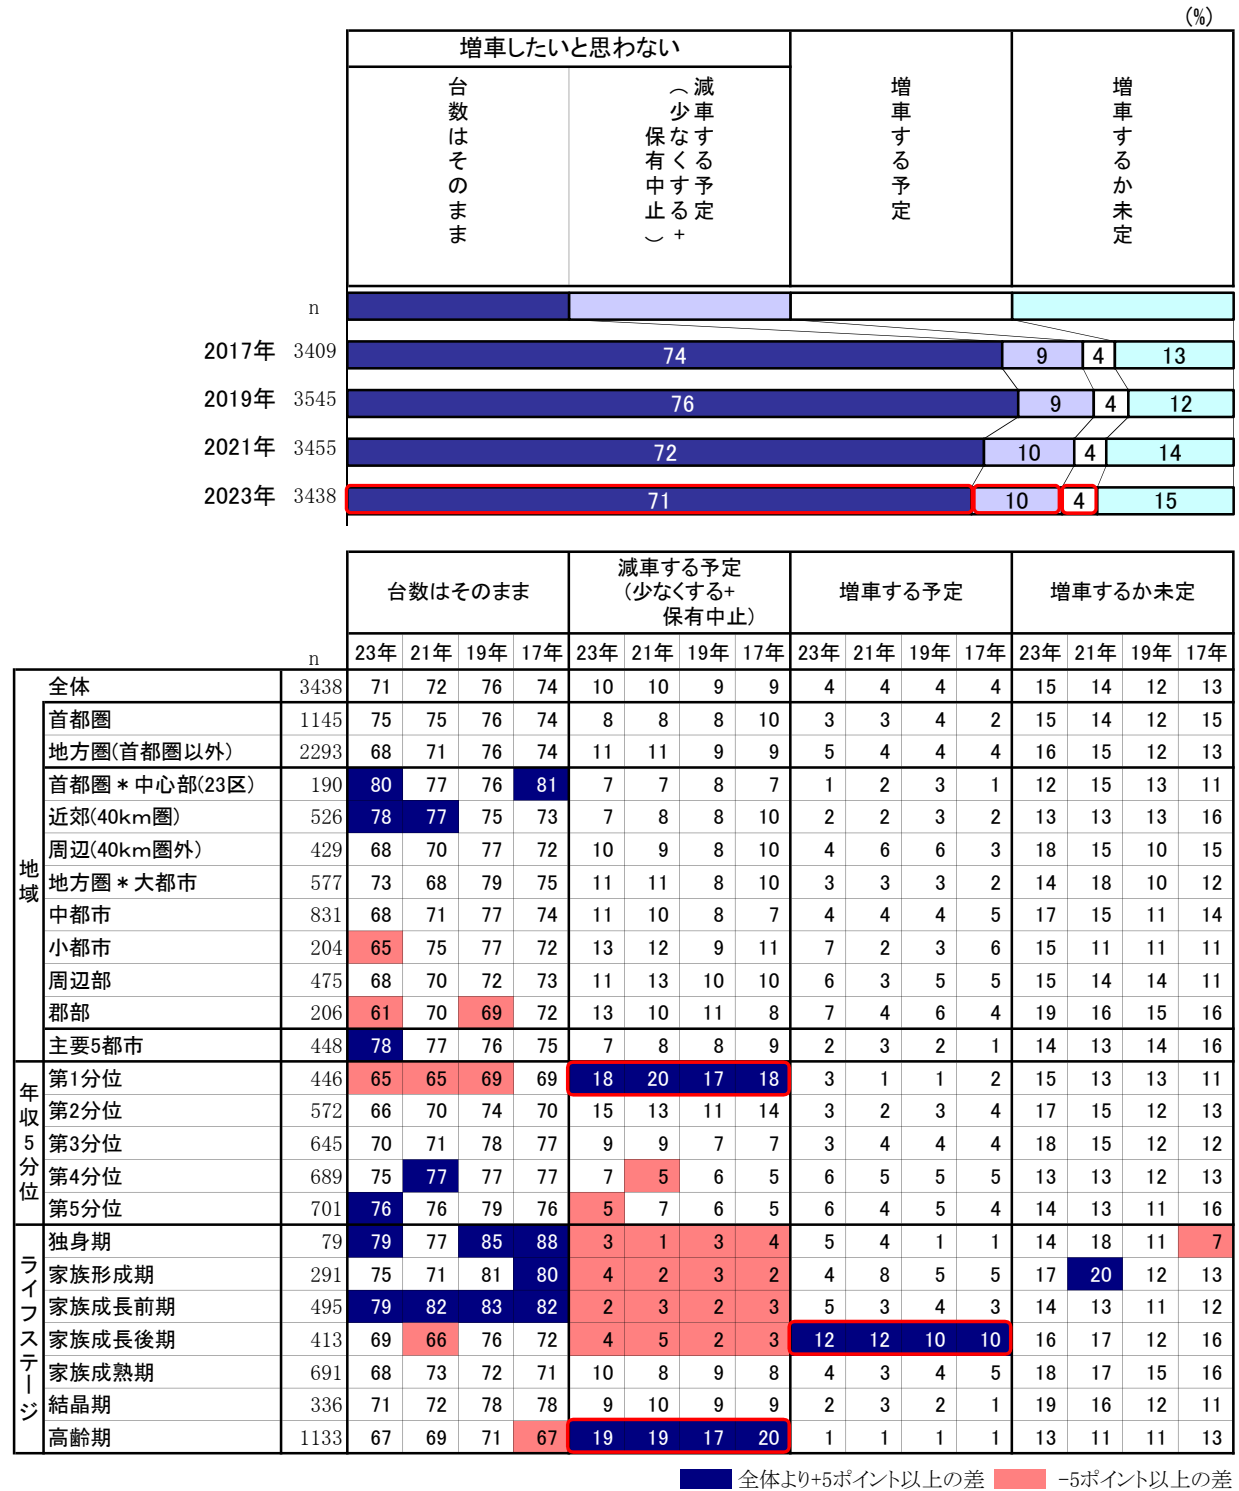 (%)
増車したいと思わない
台数はそのまま
減車する予定
（少なくする+
保有中止）
増車する予定
増車するか未定
n
2017年 3409 74 9 4 13
2019年 3545 76 9 4 12
2021年 3455 72 10 4 14
2023年 3438 71 10 4 15
台数はそのまま
減車する予定
(少なくする+
保有中止)
増車する予定
増車するか未定
n 23年 21年 19年 17年 23年 21年 19年 17年 23年 21年 19年 17年 23年 21年 19年 17年
全体 3438 71 72 76 74 10 10 9 9 4 4 4 4 15 14 12 13
地域
首都圏 1145 75 75 76 74 8 8 8 10 3 3 4 2 15 14 12 15
地方圏(首都圏以外) 2293 68 71 76 74 11 11 9 9 5 4 4 4 16 15 12 13
首都圏＊中心部(23区) 190 80 77 76 81 7 7 8 7 1 2 3 1 12 15 13 11
近郊(40km圏) 526 78 77 75 73 7 8 8 10 2 2 3 2 13 13 13 16
周辺(40km圏外) 429 68 70 77 72 10 9 8 10 4 6 6 3 18 15 10 15
地方圏＊大都市 577 73 68 79 75 11 11 8 10 3 3 3 2 14 18 10 12
中都市 831 68 71 77 74 11 10 8 7 4 4 4 5 17 15 11 14
小都市 204 65 75 77 72 13 12 9 11 7 2 3 6 15 11 11 11
周辺部 475 68 70 72 73 11 13 10 10 6 3 5 5 15 14 14 11
郡部 206 61 70 69 72 13 10 11 8 7 4 6 4 19 16 15 16
主要5都市 448 78 77 76 75 7 8 8 9 2 3 2 1 14 13 14 16
年収5分位
第1分位 446 65 65 69 69 18 20 17 18 3 1 1 2 15 13 13 11
第2分位 572 66 70 74 70 15 13 11 14 3 2 3 4 17 15 12 13
第3分位 645 70 71 78 77 9 9 7 7 3 4 4 4 18 15 12 12
第4分位 689 75 77 77 77 7 5 6 5 6 5 5 5 13 13 12 13
第5分位 701 76 76 79 76 5 7 6 5 6 4 5 4 14 13 11 16
ライフステージ
独身期 79 79 77 85 88 3 1 3 4 5 4 1 1 14 18 11 7
家族形成期 291 75 71 81 80 4 2 3 2 4 8 5 5 17 20 12 13
家族成長前期 495 79 82 83 82 2 3 2 3 5 3 4 3 14 13 11 12
家族成長後期 413 69 66 76 72 4 5 2 3 12 12 10 10 16 17 12 16
家族成熟期 691 68 73 72 71 10 8 9 8 4 3 4 5 18 17 15 16
結晶期 336 71 72 78 78 9 10 9 9 2 3 2 1 19 16 12 11
高齢期 1133 67 69 71 67 19 19 17 20 1 1 1 1 13 11 11 13
全体より+5ポイント以上の差 -5ポイント以上の差